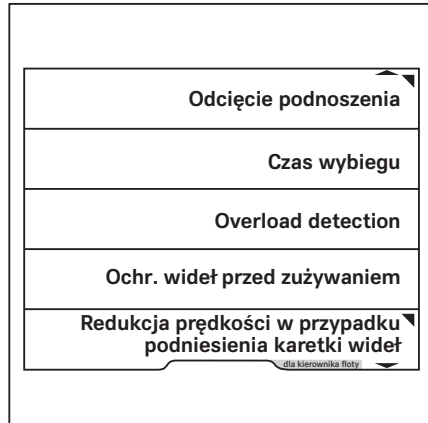 Odcięcie podnoszenia
Czas wybiegu
Overload detection
Ochr. wideł przed zużywaniem
Redukcja prędkości w przypadku
podniesienia karetki wideł
dla kierownika floty